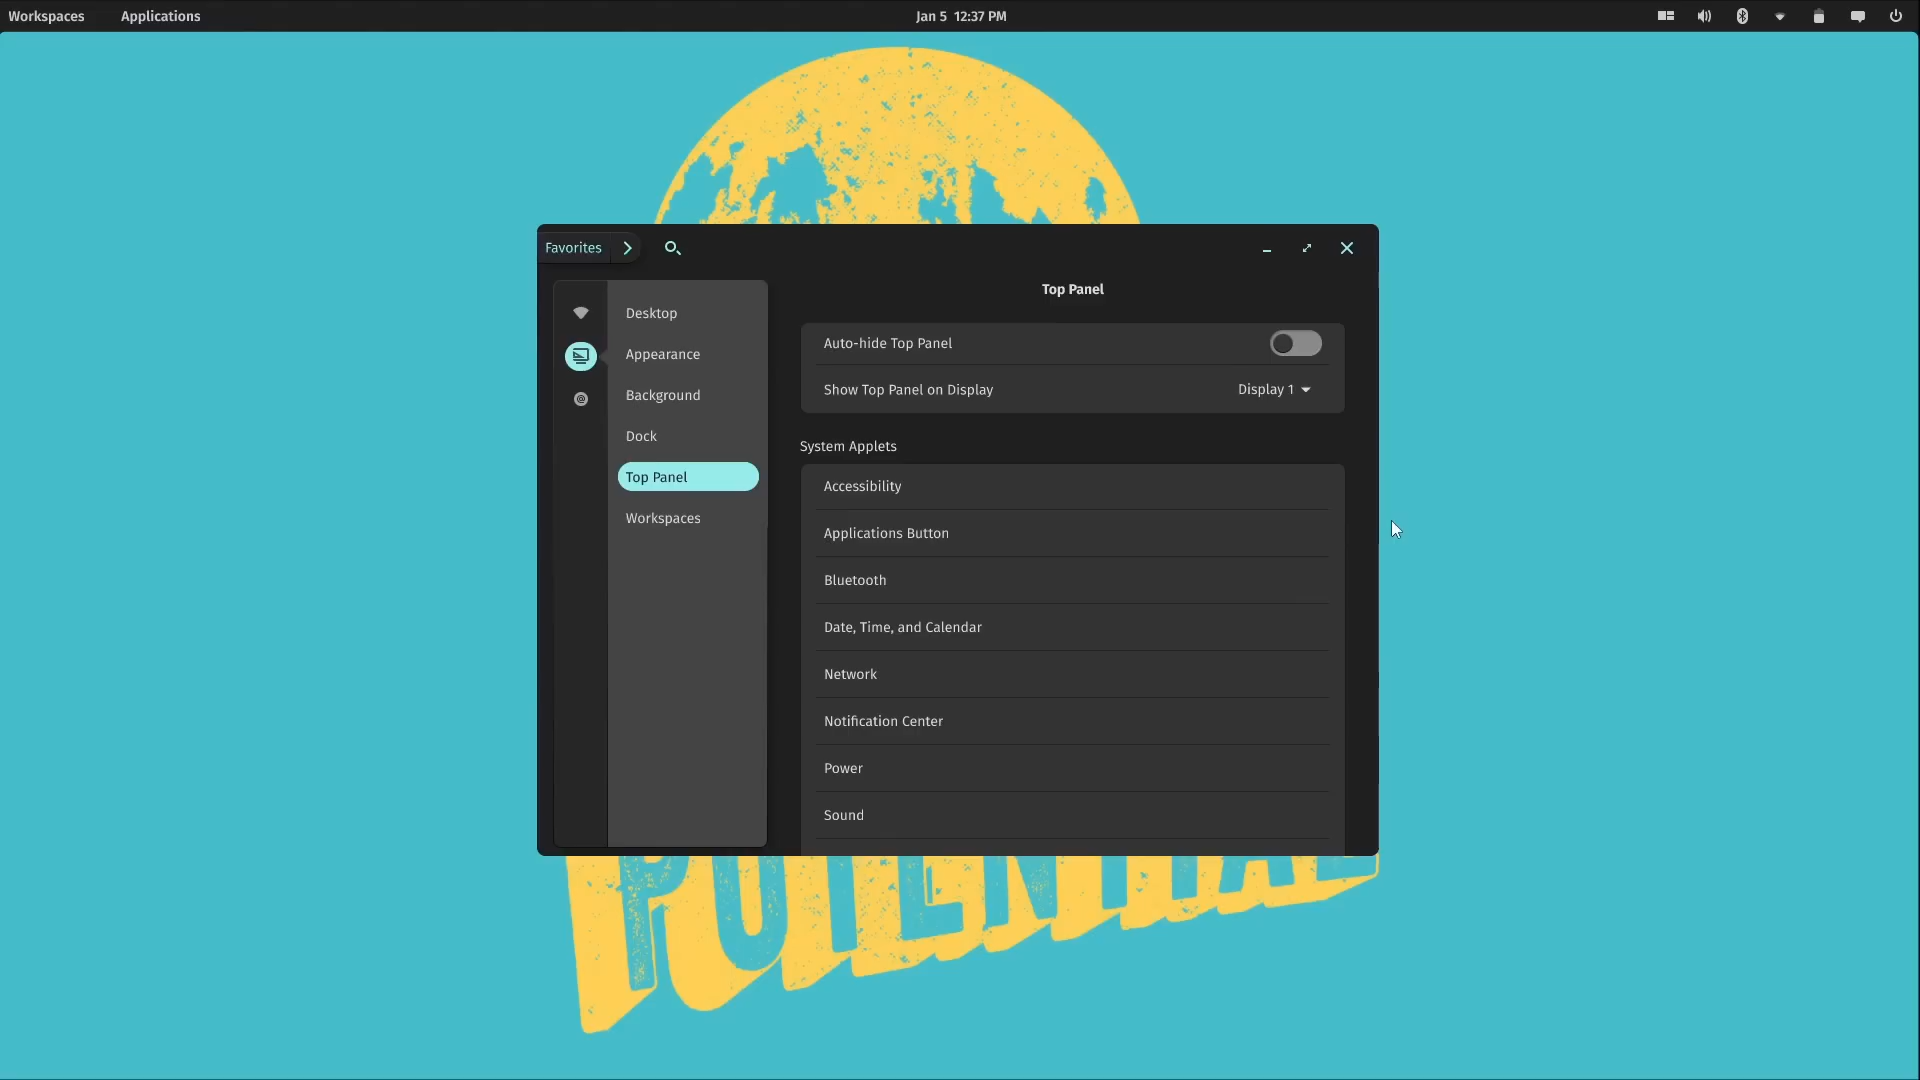 Workspaces Applications Jan 5 12:37 PM
Favorites
Top Panel
Desktop
Appearance
Background
Dock
Top Panel
Workspaces
Auto-hide Top Panel
Show Top Panel on Display Display 1
System Applets
Accessibility
Applications Button
Bluetooth
Date, Time, and Calendar
Network
Notification Center
Power
Sound
POTENTIAL